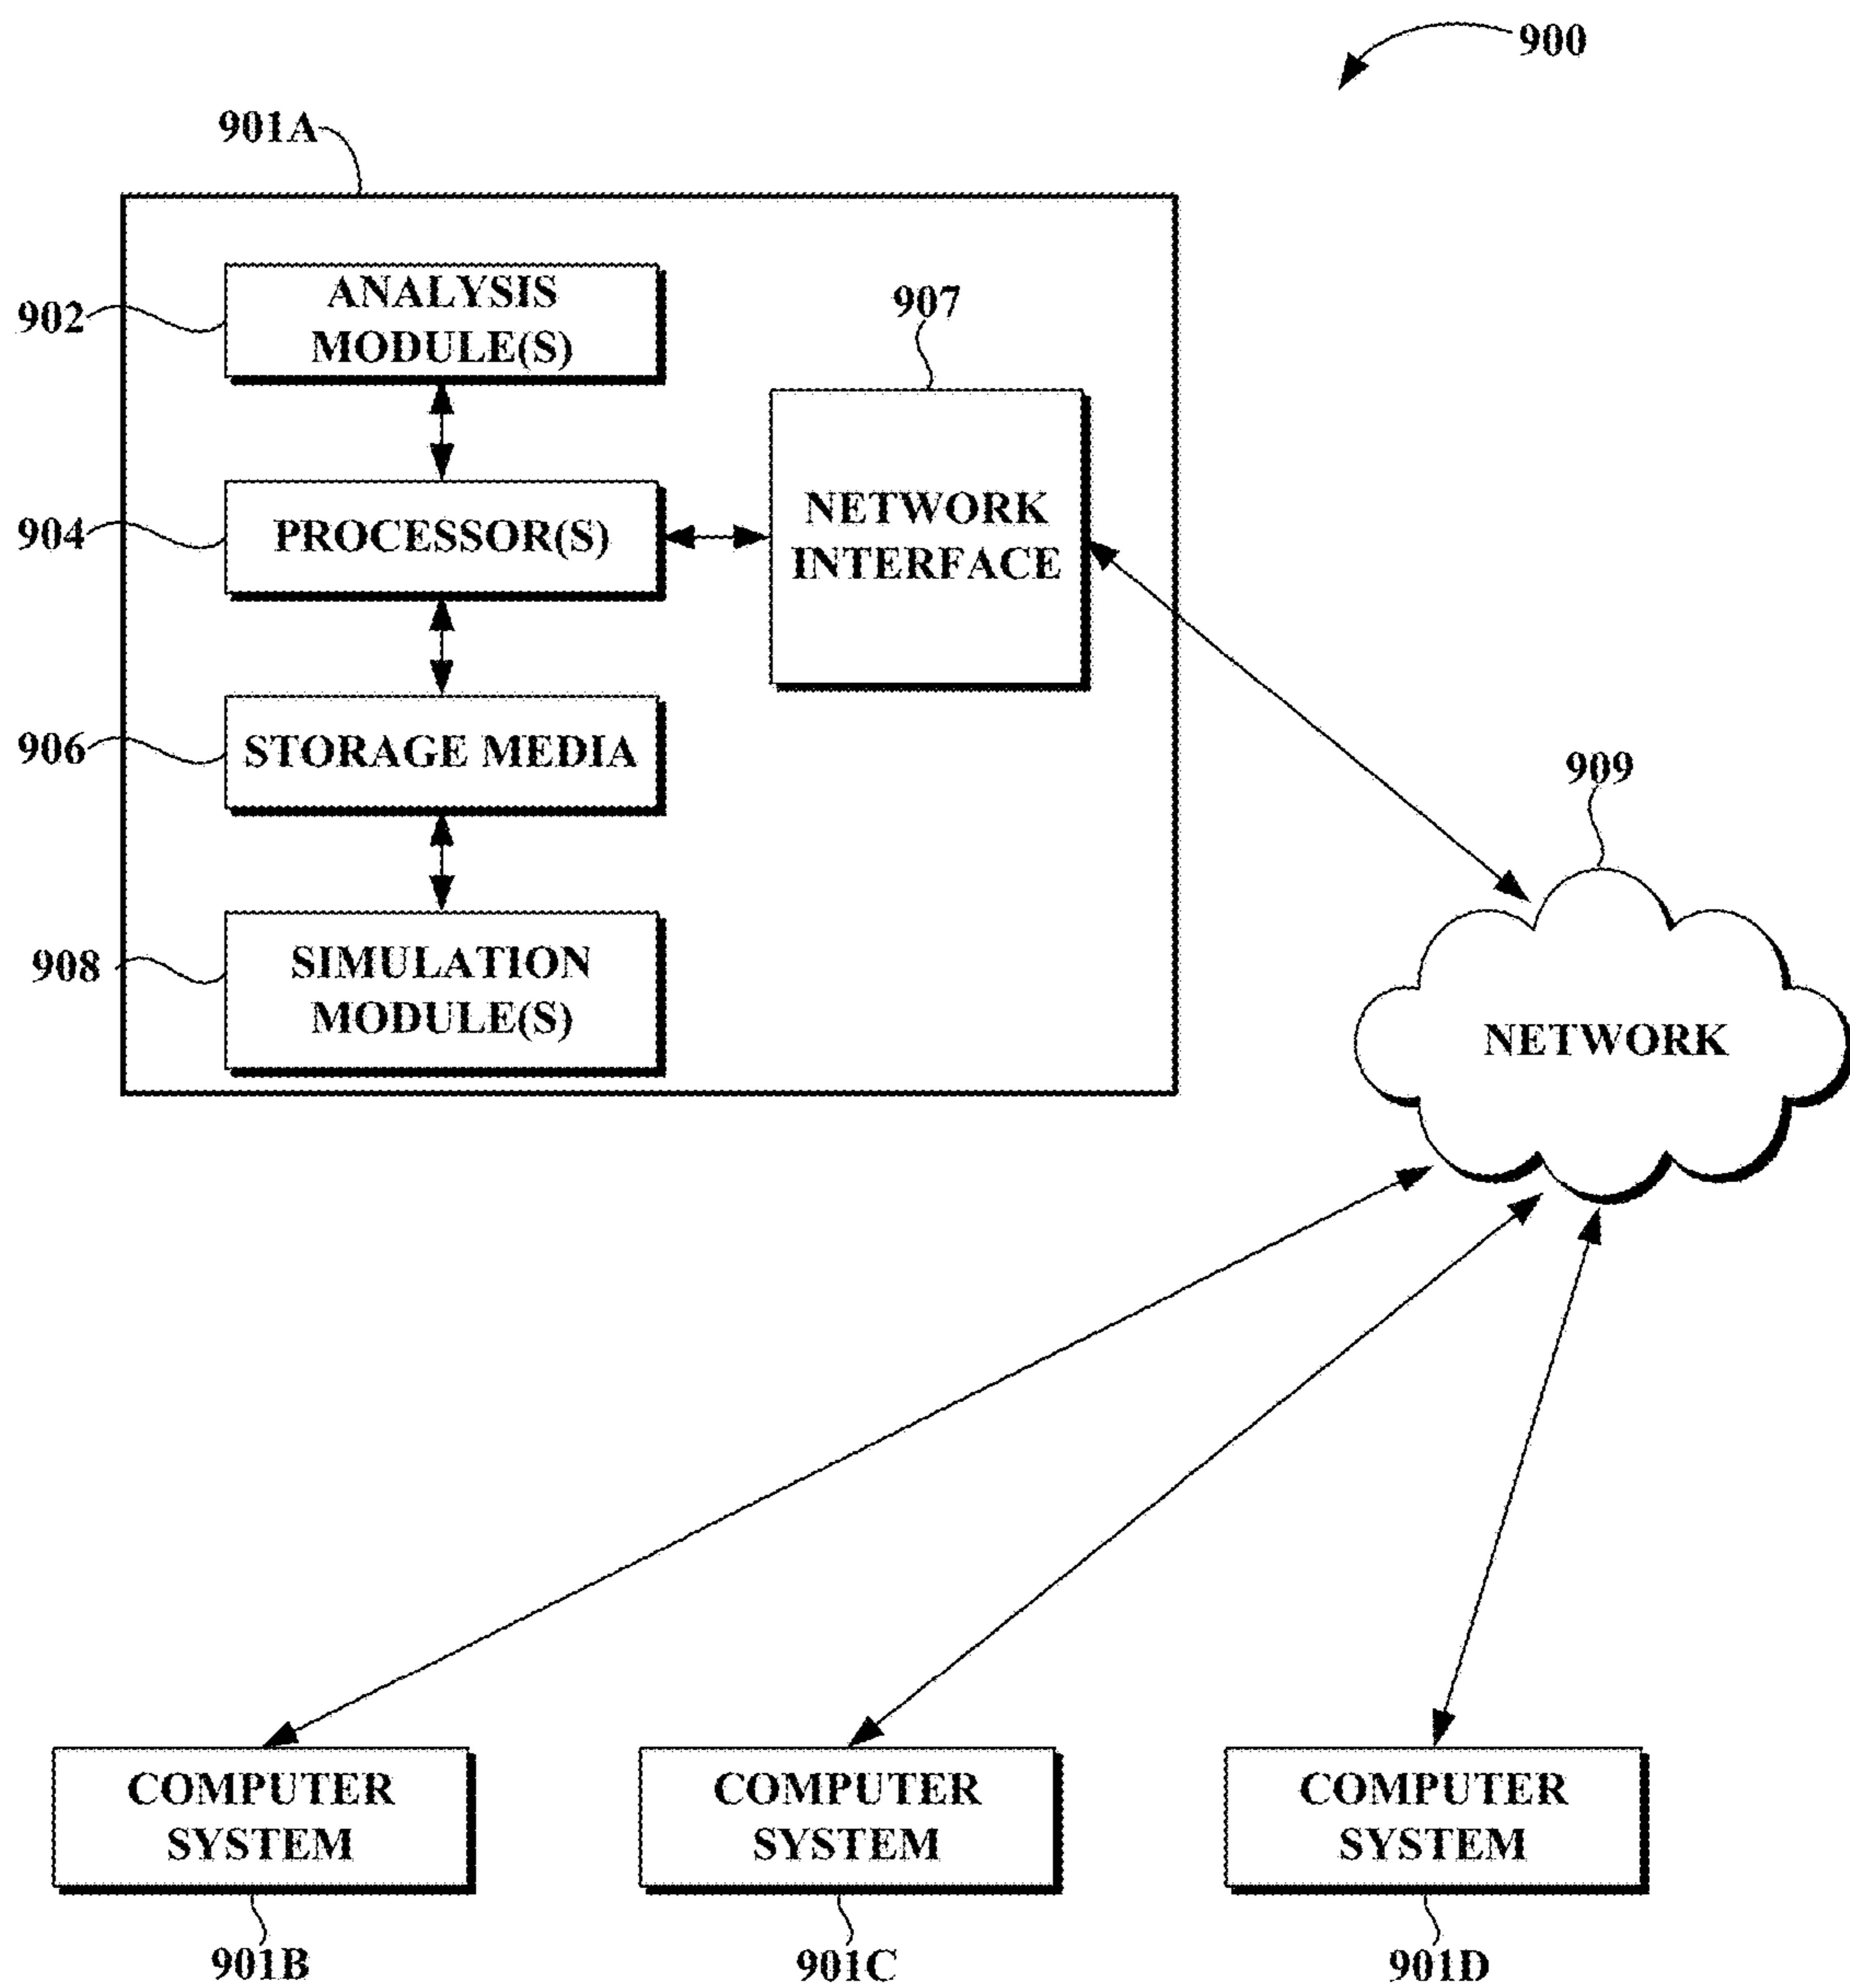 900
901A
902
ANALYSIS
MODULE(S)
907
904
PROCESSOR(S)
NETWORK
INTERFACE
906
STORAGE MEDIA
909
908
SIMULATION
MODULE(S)
NETWORK
COMPUTER
SYSTEM
COMPUTER
SYSTEM
COMPUTER
SYSTEM
901B
901C
901D